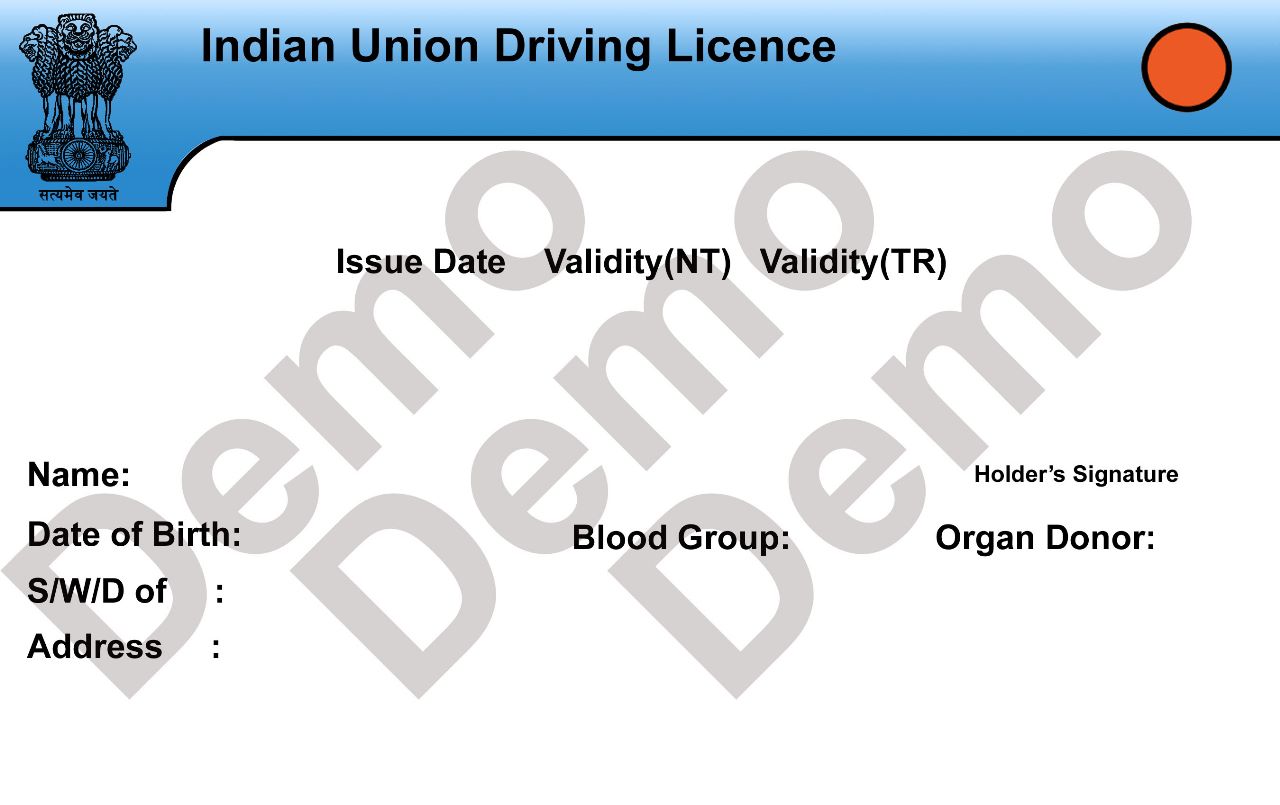 Indian Union Driving Licence
सत्यमेव जयते
Issue Date Validity(NT) Validity(TR)
Name:
Holder’s Signature
Date of Birth:
Blood Group:
Organ Donor:
S/W/D of :
Address :
Demo
Demo
Demo